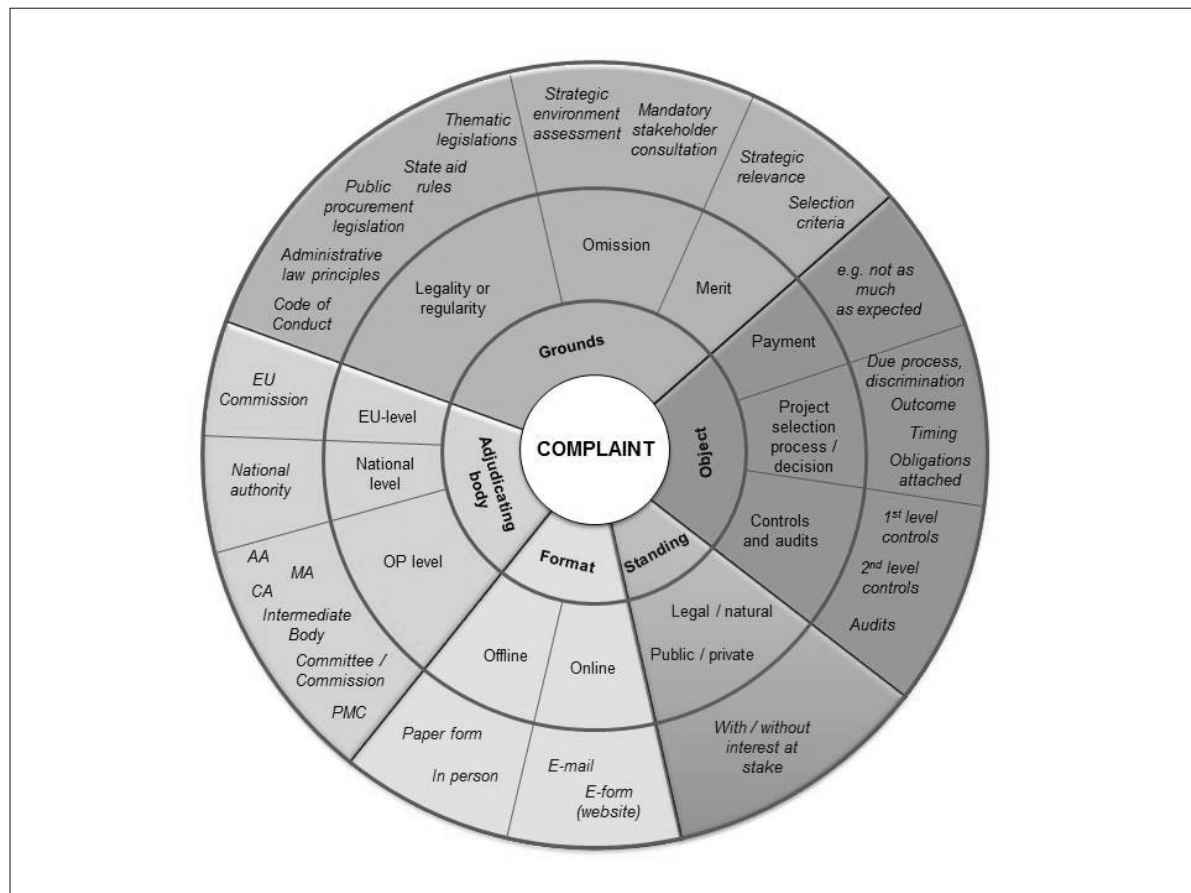 COMPLAINT
Grounds
Legality or
regularity
Thematic
legislations
State aid
rules
Public
procurement
legislation
Administrative
law principles
Code of
Conduct
Omission
Strategic
environment
assessment
Mandatory
stakeholder
consultation
Merit
Strategic
relevance
Selection
criteria
Object
Payment
e.g. not as
much
as expected
Project
selection
process /
decision
Due process,
discrimination
Outcome
Timing
Obligations
attached
Controls
and audits
1st level
controls
2nd level
controls
Audits
Standing
Legal / natural
Public / private
With / without
interest at
stake
Format
Online
E-mail
E-form
(website)
Offline
Paper form
In person
Adjudicating
body
OP level
AA
MA
CA
Intermediate
Body
Committee /
Commission
PMC
National
level
National
authority
EU-level
EU
Commission